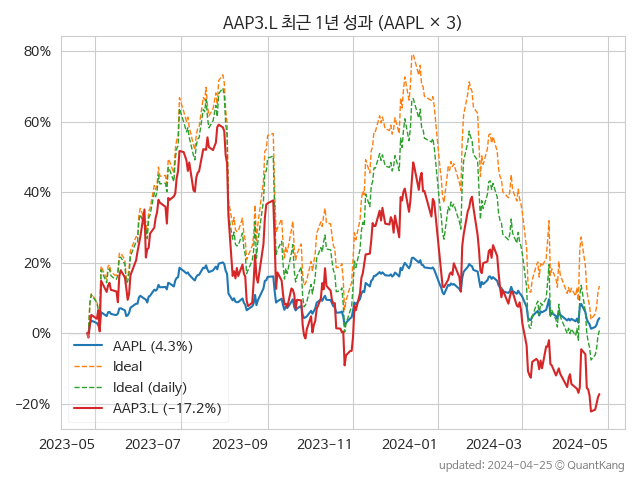 AAP3.L 최근 1년 성과 (AAPL × 3)
80%
60%
40%
20%
0%
−20%
AAPL (4.3%)
Ideal
Ideal (daily)
AAP3.L (−17.2%)
2023-05 2023-07 2023-09 2023-11 2024-01 2024-03 2024-05
updated: 2024-04-25 © QuantKang